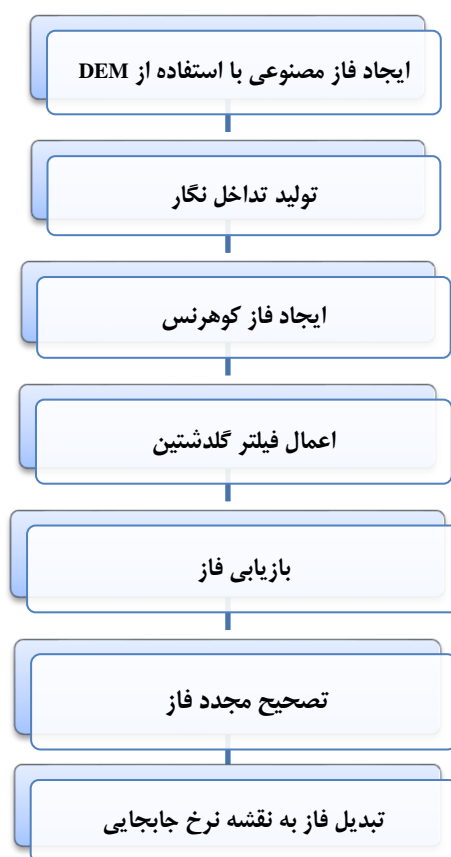 ایجاد فاز مصنوعی با استفاده از DEM
تولید تداخل نگار
ایجاد فاز کوهرنس
اعمال فیلتر گلدشتین
بازیابی فاز
تصحیح مجدد فاز
تبدیل فاز به نقشه نرخ جابجایی